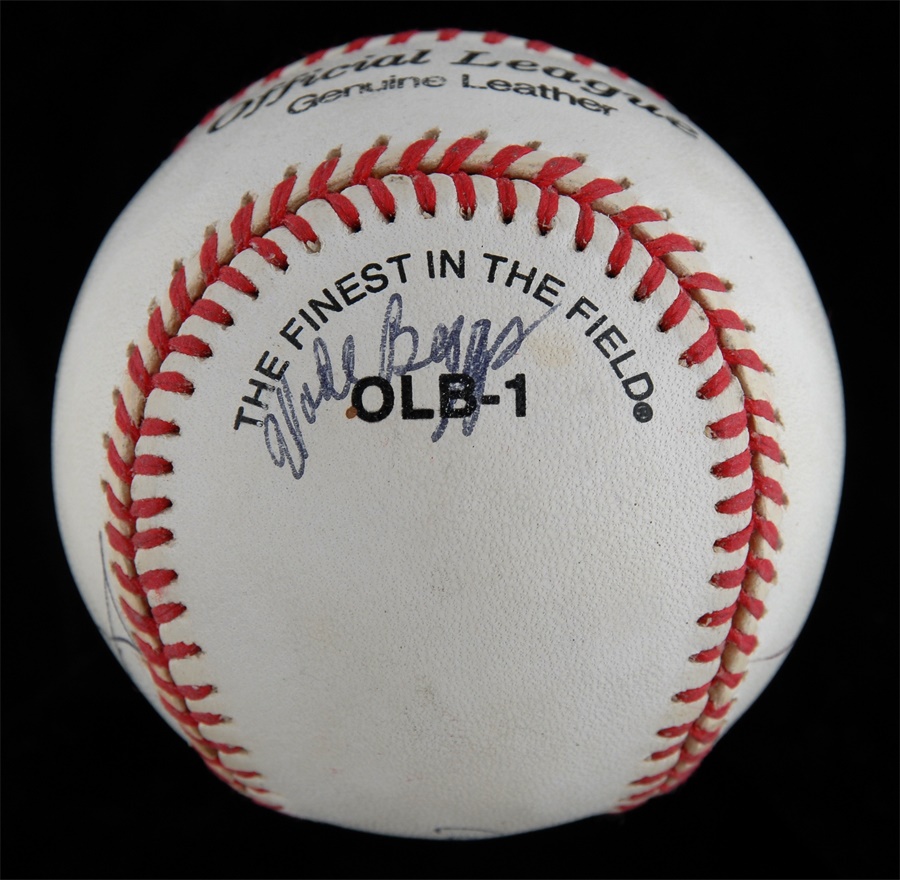 Official League
Genuine Leather
THE FINEST IN THE FIELD®
Wade Boggs
OLB-1